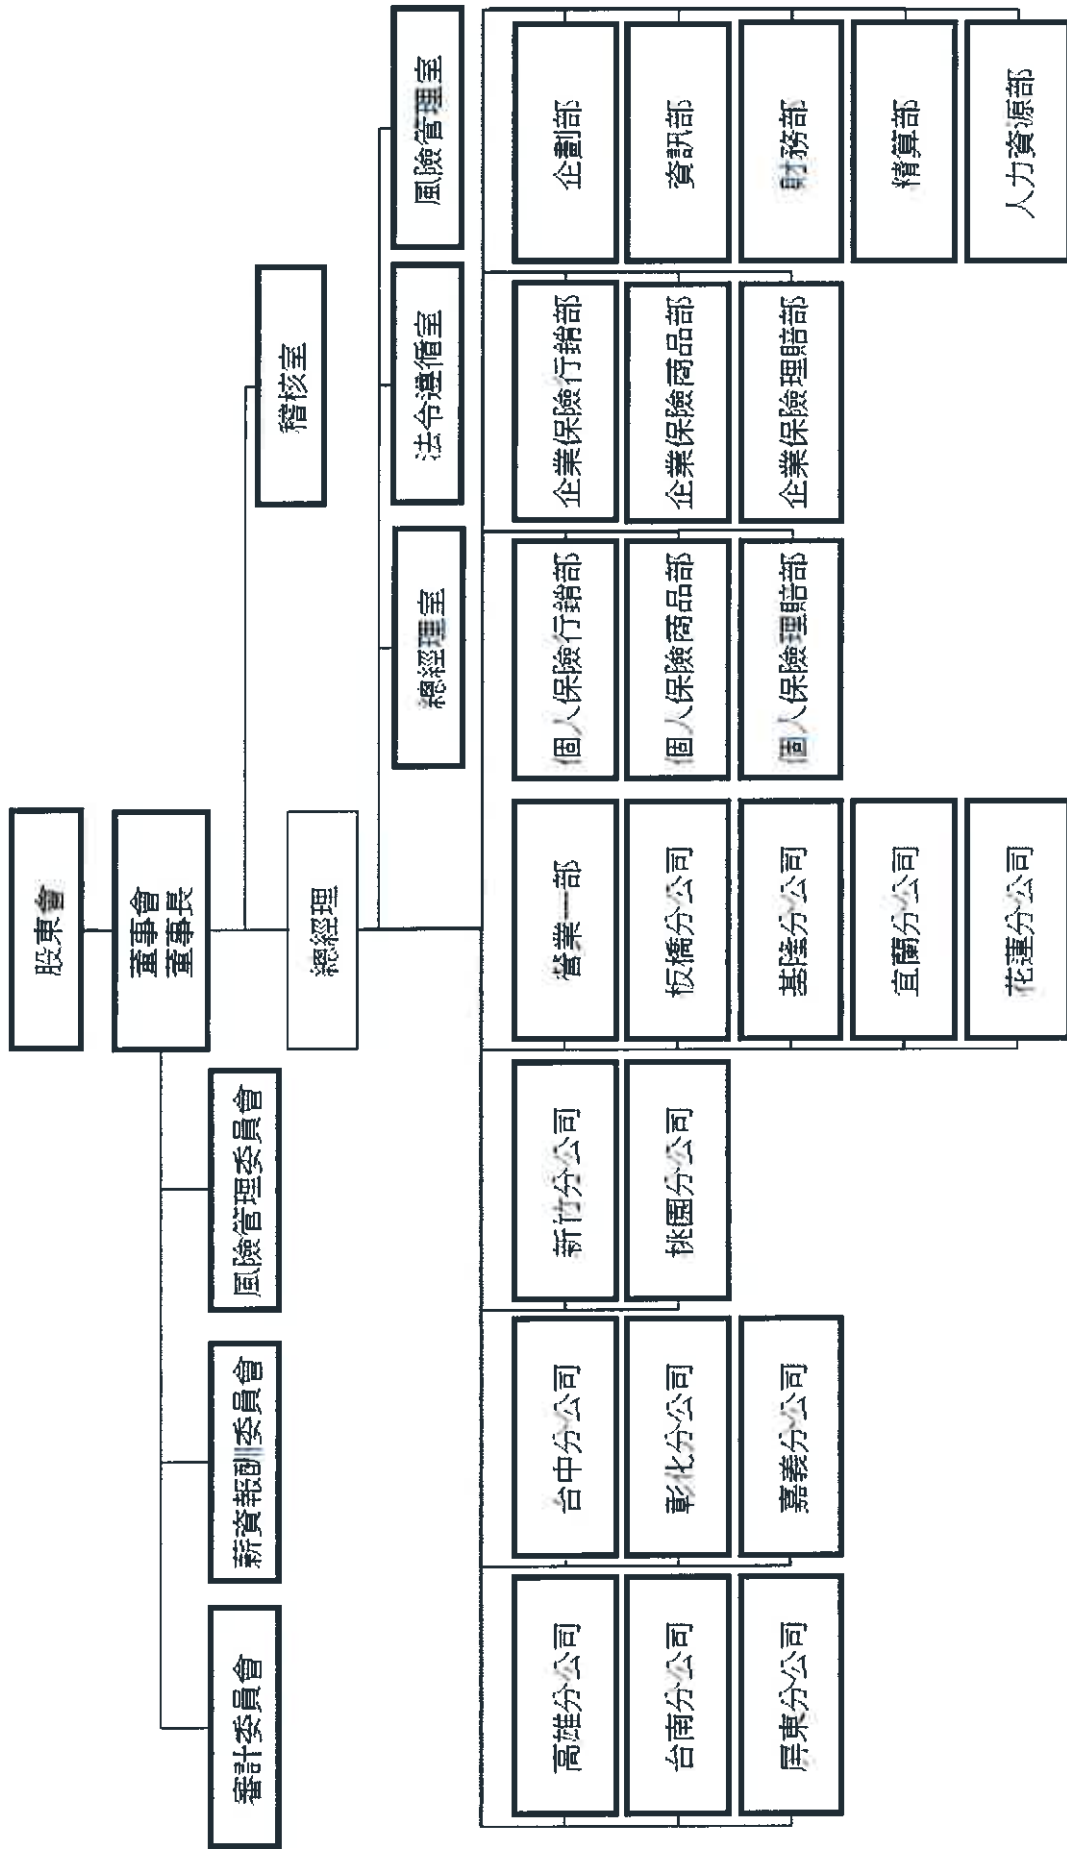 股東會
董事會
董事長
審計委員會
薪資報酬委員會
風險管理委員會
稽核室
總經理
總經理室
法令遵循室
風險管理室
高雄分公司
台南分公司
屏東分公司
台中分公司
彰化分公司
嘉義分公司
新竹分公司
桃園分公司
營業一部
板橋分公司
基隆分公司
宜蘭分公司
花蓮分公司
個人保險行銷部
個人保險商品部
個人保險理賠部
企業保險行銷部
企業保險商品部
企業保險理賠部
企劃部
資訊部
財務部
精算部
人力資源部